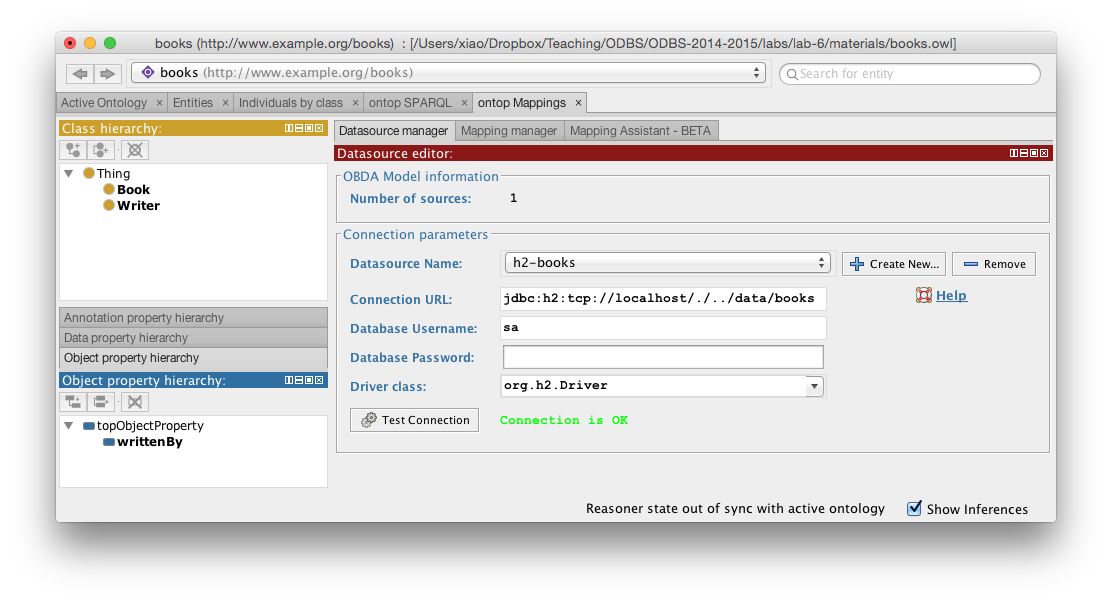 books (http://www.example.org/books) : [/Users/xiao/Dropbox/Teaching/ODBS/ODBS-2014-2015/labs/lab-6/materials/books.owl]
books (http://www.example.org/books)
Search for entity
Active Ontology × Entities × Individuals by class × ontop SPARQL × ontop Mappings ×
Class hierarchy:
Thing
Book
Writer
Annotation property hierarchy
Data property hierarchy
Object property hierarchy
Object property hierarchy:
topObjectProperty
writtenBy
Datasource manager Mapping manager Mapping Assistant - BETA
Datasource editor:
OBDA Model information
Number of sources: 1
Connection parameters
Datasource Name: h2-books Create New... Remove
Connection URL: jdbc:h2:tcp://localhost/./../data/books Help
Database Username: sa
Database Password:
Driver class: org.h2.Driver
Test Connection Connection is OK
Reasoner state out of sync with active ontology Show Inferences